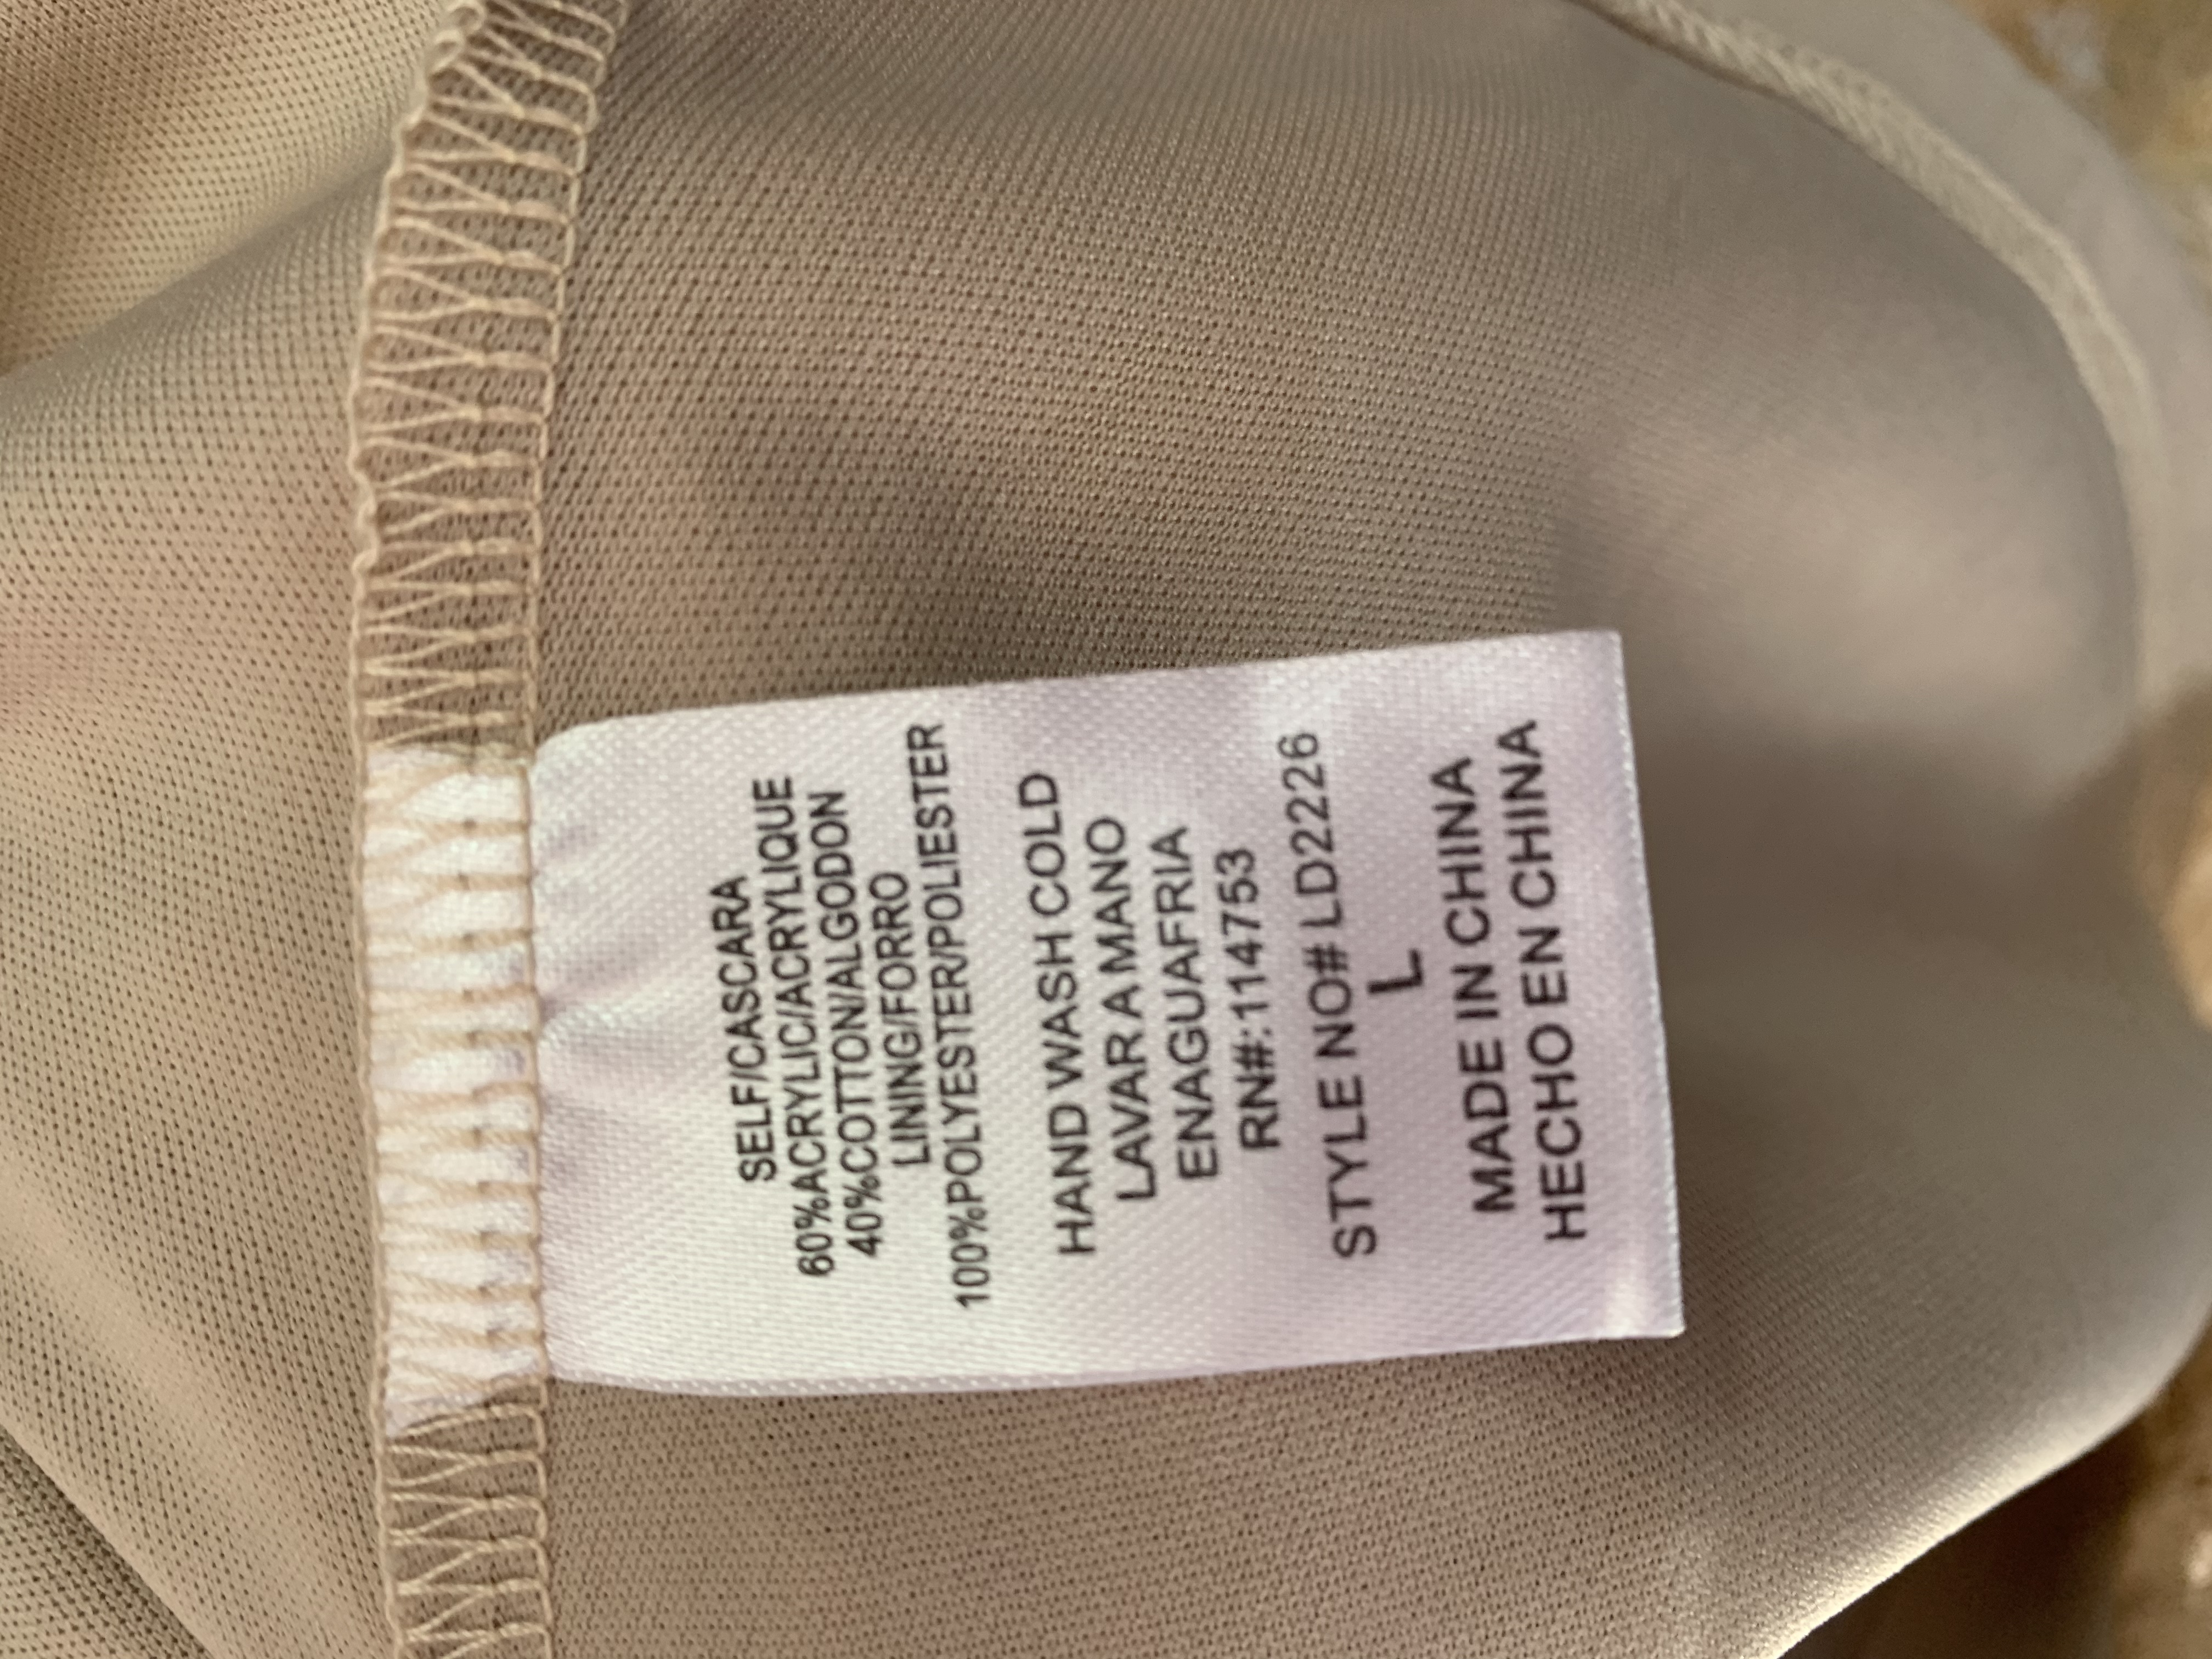 SELF/CASCARA
60%ACRYLIC/ACRYLIQUE
40%COTTON/ALGODON
LINING/FORRO
100%POLYESTER/POLIESTER
HAND WASH COLD
LAVAR A MANO
ENAGUAFRIA
RN#:114753
STYLE NO# LD2226
L
MADE IN CHINA
HECHO EN CHINA